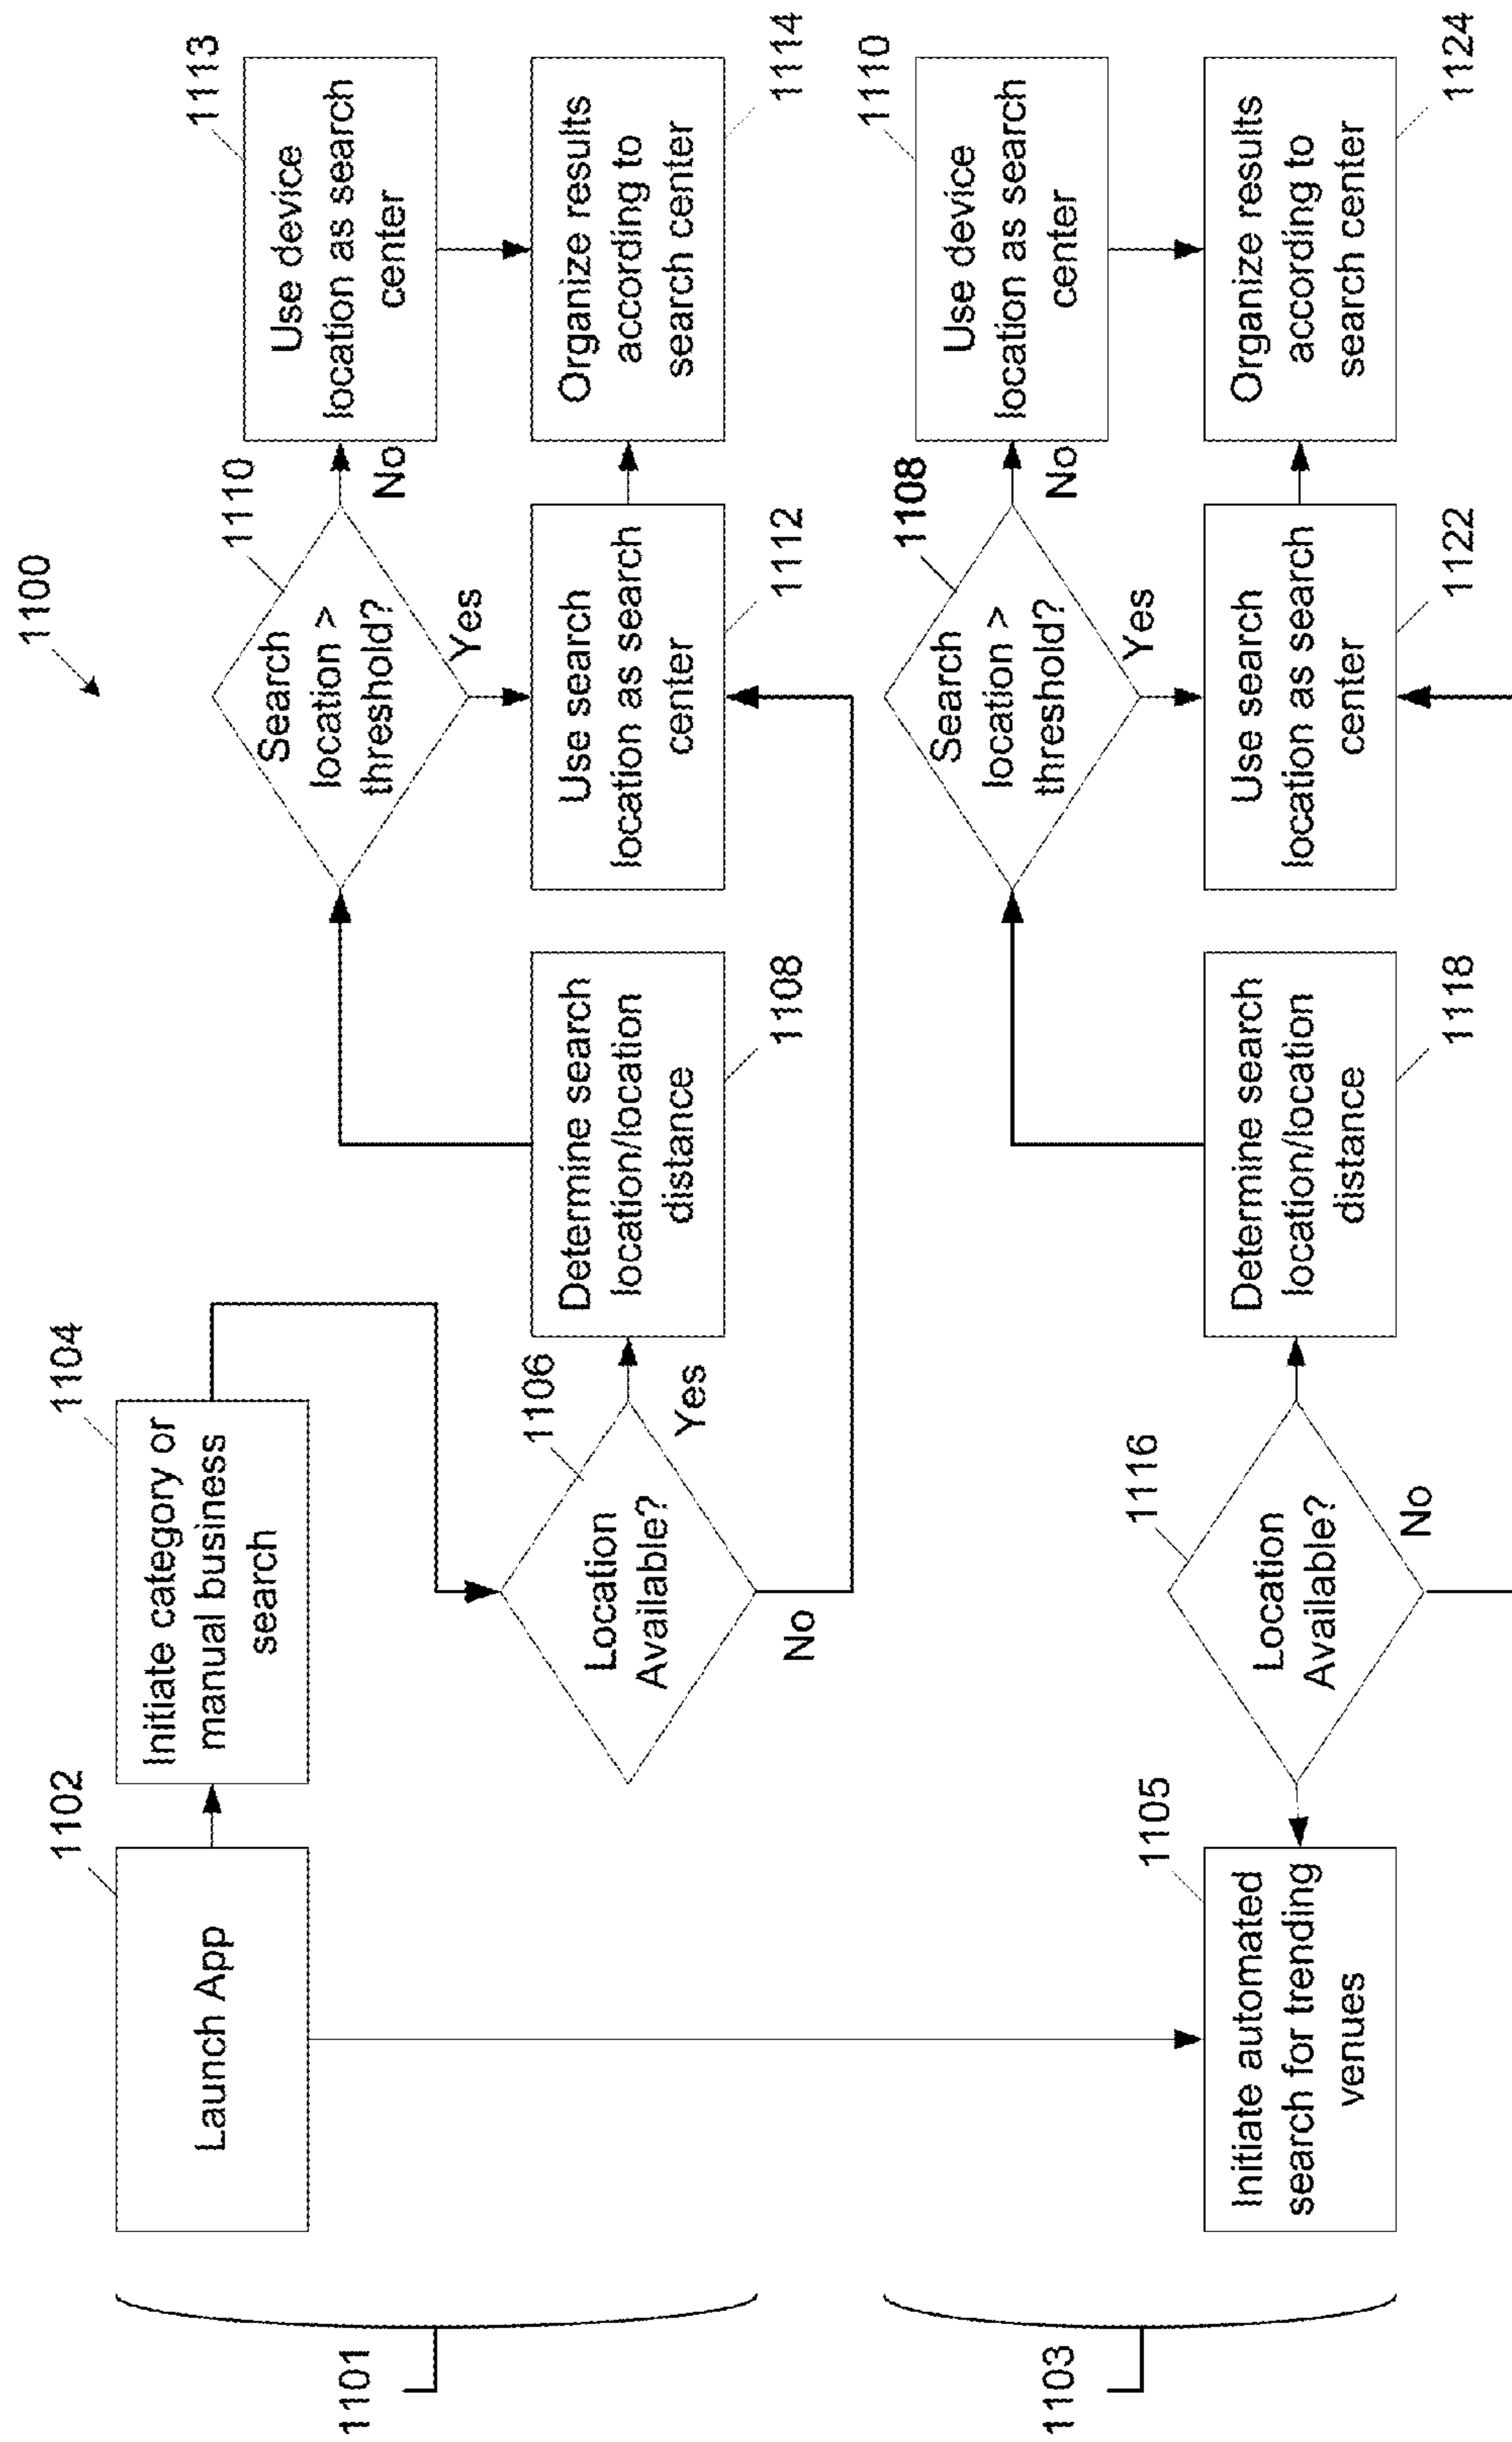 1100
1101
1102
Launch App
1104
Initiate category or
manual business
search
1106
Location
Available?
Yes
No
1108
Determine search
location/location
distance
1110
Search
location >
threshold?
No
Yes
1113
Use device
location as search
center
1112
Use search
location as search
center
1114
Organize results
according to
search center
1103
1105
Initiate automated
search for trending
venues
1116
Location
Available?
No
1118
Determine search
location/location
distance
1108
Search
location >
threshold?
No
Yes
1110
Use device
location as search
center
1122
Use search
location as search
center
1124
Organize results
according to
search center